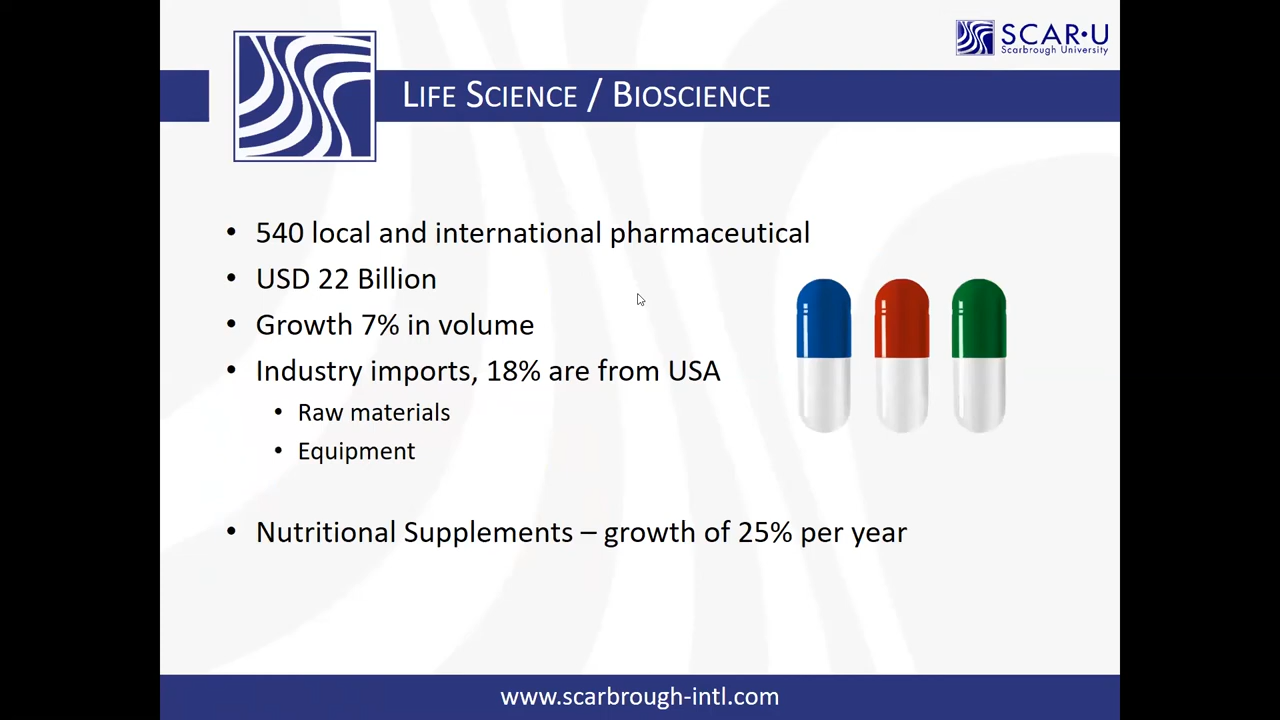 SCAR•U
Scarbrough University
LIFE SCIENCE / BIOSCIENCE
• 540 local and international pharmaceutical
• USD 22 Billion
• Growth 7% in volume
• Industry imports, 18% are from USA
• Raw materials
• Equipment
• Nutritional Supplements – growth of 25% per year
www.scarbrough-intl.com